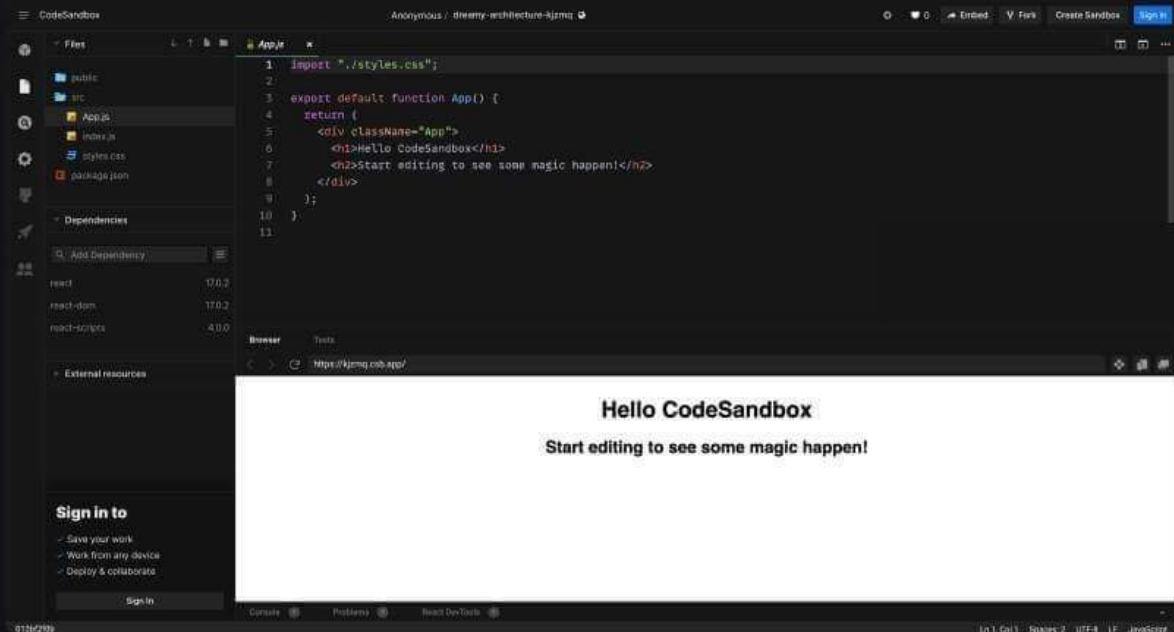 CodeSandbox
Anonymous / dreamy-architecture-kjzmq
0
Embed
Fork
Create Sandbox
Sign in
Files
public
src
App.js
index.js
styles.css
package.json
Dependencies
Add Dependency
react 17.0.2
react-dom 17.0.2
react-scripts 4.0.0
External resources
Sign in to
Save your work
Work from any device
Deploy & collaborate
Sign In
App.js
1 import "./styles.css";
2
3 export default function App() {
4 return (
5 <div className="App">
6 <h1>Hello CodeSandbox</h1>
7 <h2>Start editing to see some magic happen!</h2>
8 </div>
9 );
10 }
11
Browser Tests
https://kjzmq.csb.app/
Hello CodeSandbox
Start editing to see some magic happen!
Console Problems React DevTools
Ln 1, Col 1 Spaces: 2 UTF-8 LF JavaScript